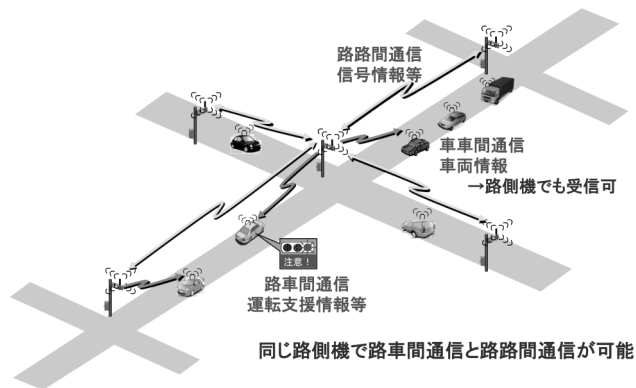 路路間通信
信号情報等
車車間通信
車両情報
→路側機でも受信可
注意！
路車間通信
運転支援情報等
同じ路側機で路車間通信と路路間通信が可能